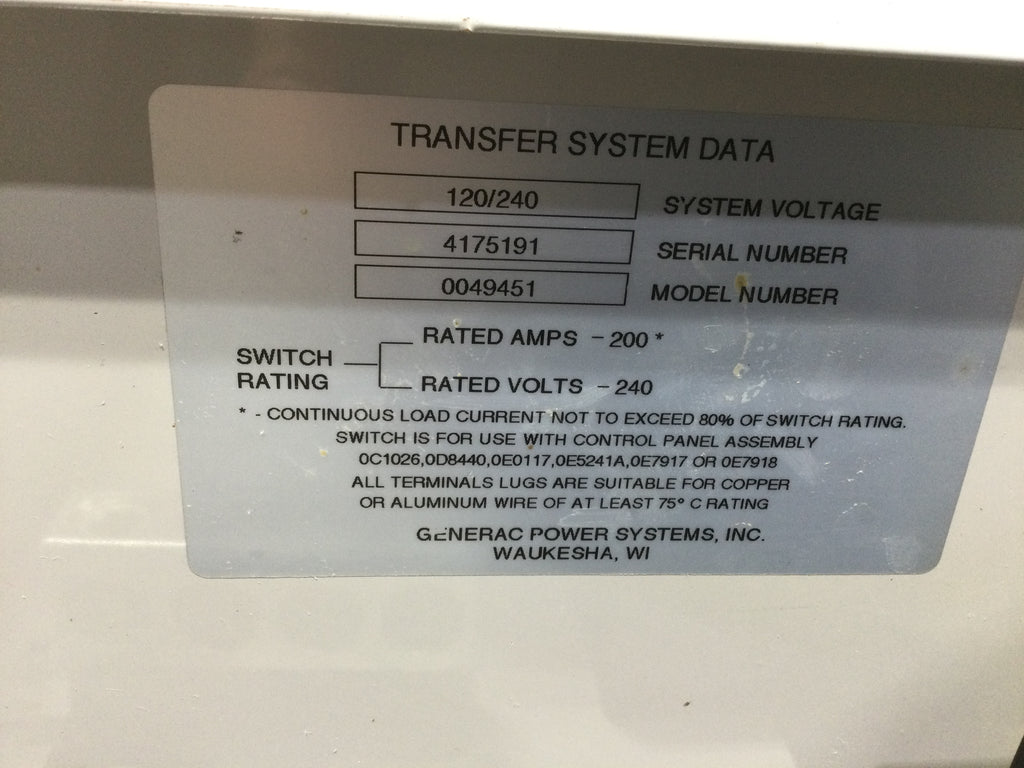 TRANSFER SYSTEM DATA
120/240 SYSTEM VOLTAGE
4175191 SERIAL NUMBER
0049451 MODEL NUMBER
SWITCH RATING
RATED AMPS - 200 *
RATED VOLTS - 240
* - CONTINUOUS LOAD CURRENT NOT TO EXCEED 80% OF SWITCH RATING.
SWITCH IS FOR USE WITH CONTROL PANEL ASSEMBLY
0C1026,0D8440,0E0117,0E5241A,0E7917 OR 0E7918
ALL TERMINALS LUGS ARE SUITABLE FOR COPPER
OR ALUMINUM WIRE OF AT LEAST 75° C RATING
GENERAC POWER SYSTEMS, INC.
WAUKESHA, WI